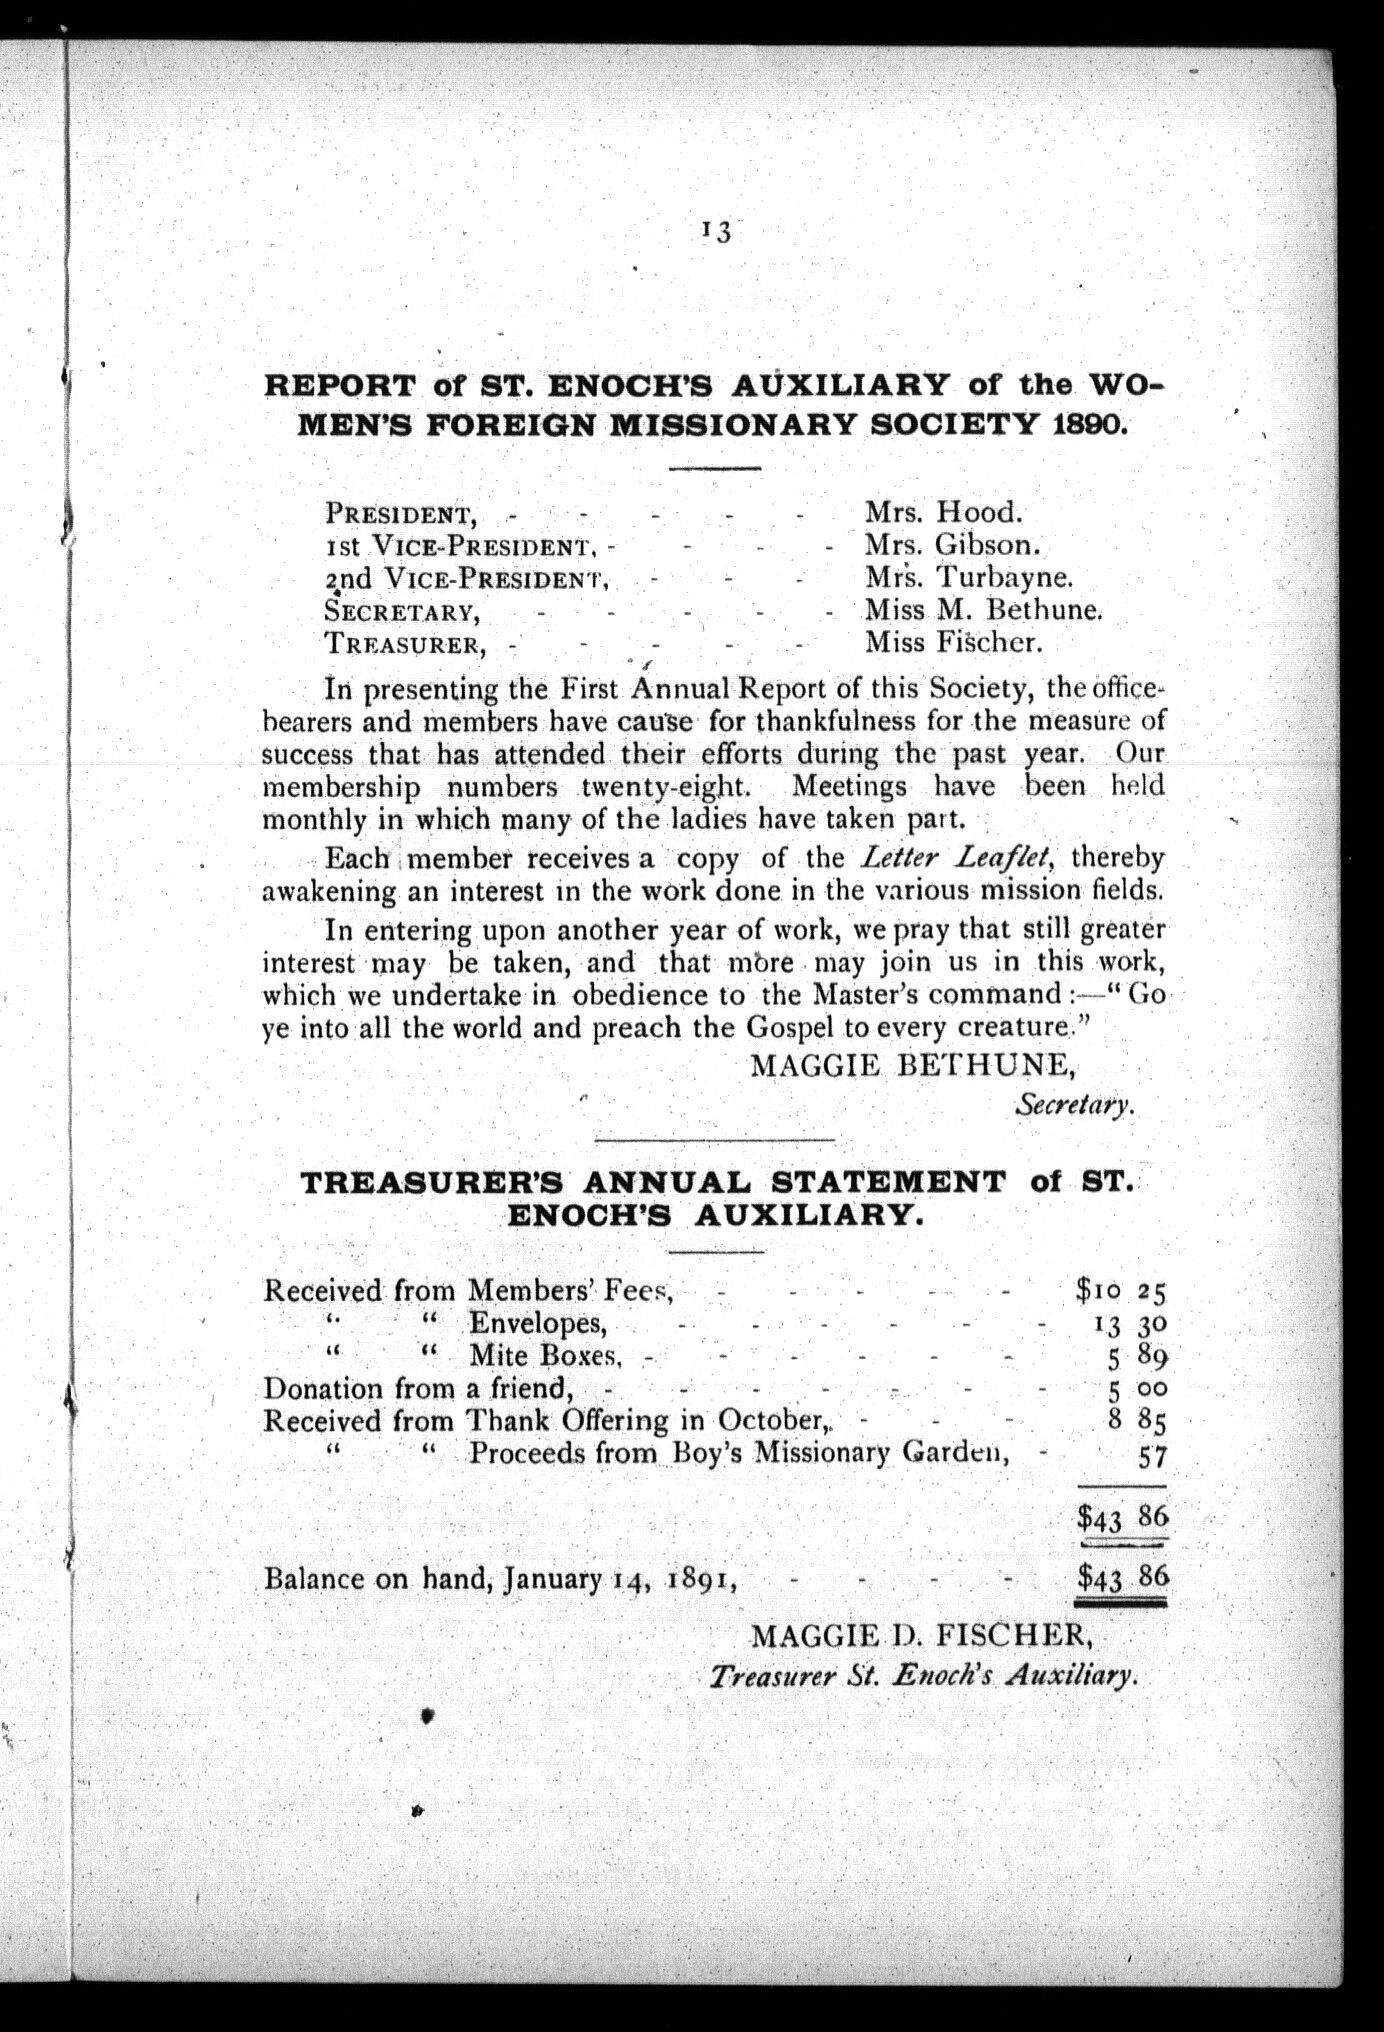 13
REPORT of ST. ENOCH'S AUXILIARY of the WO-
MEN'S FOREIGN MISSIONARY SOCIETY 1890.
PRESIDENT, - - - - - Mrs. Hood.
1st VICE-PRESIDENT, - - - - Mrs. Gibson.
2nd VICE-PRESIDENT, - - - Mrs. Turbayne.
SECRETARY, - - - - - Miss M. Bethune.
TREASURER, - - - - - Miss Fischer.
In presenting the First Annual Report of this Society, the office-
bearers and members have cause for thankfulness for the measure of
success that has attended their efforts during the past year. Our
membership numbers twenty-eight. Meetings have been held
monthly in which many of the ladies have taken part.
Each member receives a copy of the Letter Leaflet, thereby
awakening an interest in the work done in the various mission fields.
In entering upon another year of work, we pray that still greater
interest may be taken, and that more may join us in this work,
which we undertake in obedience to the Master's command :—" Go
ye into all the world and preach the Gospel to every creature."
MAGGIE BETHUNE,
Secretary.
TREASURER'S ANNUAL STATEMENT of ST.
ENOCH'S AUXILIARY.
Received from Members' Fees, - - - - - $10 25
" " Envelopes, - - - - - - 13 30
" " Mite Boxes, - - - - - - 5 89
Donation from a friend, - - - - - - - 5 00
Received from Thank Offering in October, - - - 8 85
" " Proceeds from Boy's Missionary Garden, - 57
$43 86
Balance on hand, January 14, 1891, - - - - $43 86
MAGGIE D. FISCHER,
Treasurer St. Enoch's Auxiliary.